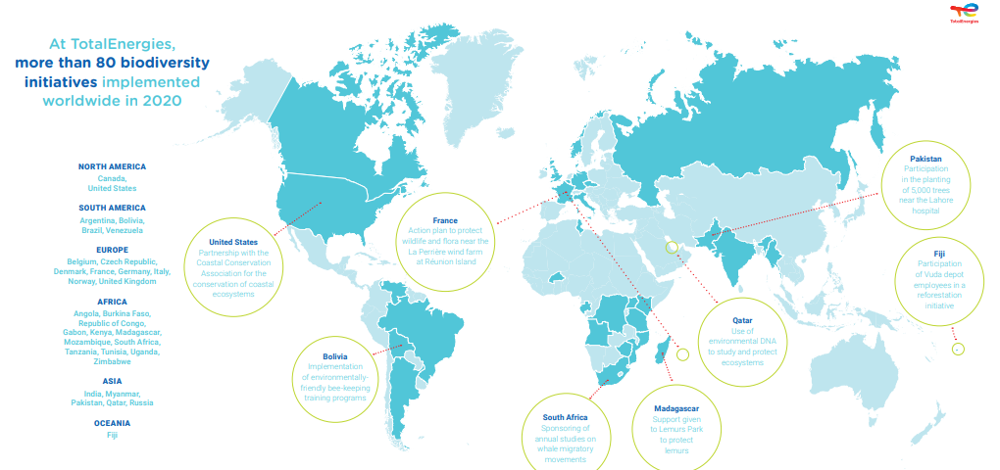 TotalEnergies
At TotalEnergies,
more than 80 biodiversity
initiatives implemented
worldwide in 2020
NORTH AMERICA
Canada,
United States
SOUTH AMERICA
Argentina, Bolivia,
Brazil, Venezuela
EUROPE
Belgium, Czech Republic,
Denmark, France, Germany, Italy,
Norway, United Kingdom
AFRICA
Angola, Burkina Faso,
Republic of Congo,
Gabon, Kenya, Madagascar,
Mozambique, South Africa,
Tanzania, Tunisia, Uganda,
Zimbabwe
ASIA
India, Myanmar,
Pakistan, Qatar, Russia
OCEANIA
Fiji
United States
Partnership with the
Coastal Conservation
Association for the
conservation of coastal
ecosystems
France
Action plan to protect
wildlife and flora near the
La Perrière wind farm
at Réunion Island
Bolivia
Implementation
of environmentally-
friendly bee-keeping
training programs
South Africa
Sponsoring of
annual studies on
whale migratory
movements
Madagascar
Support given
to Lemurs Park
to protect
lemurs
Qatar
Use of
environmental DNA
to study and protect
ecosystems
Pakistan
Participation
in the planting
of 5,000 trees
near the Lahore
hospital
Fiji
Participation
of Vuda depot
employees in a
reforestation
initiative